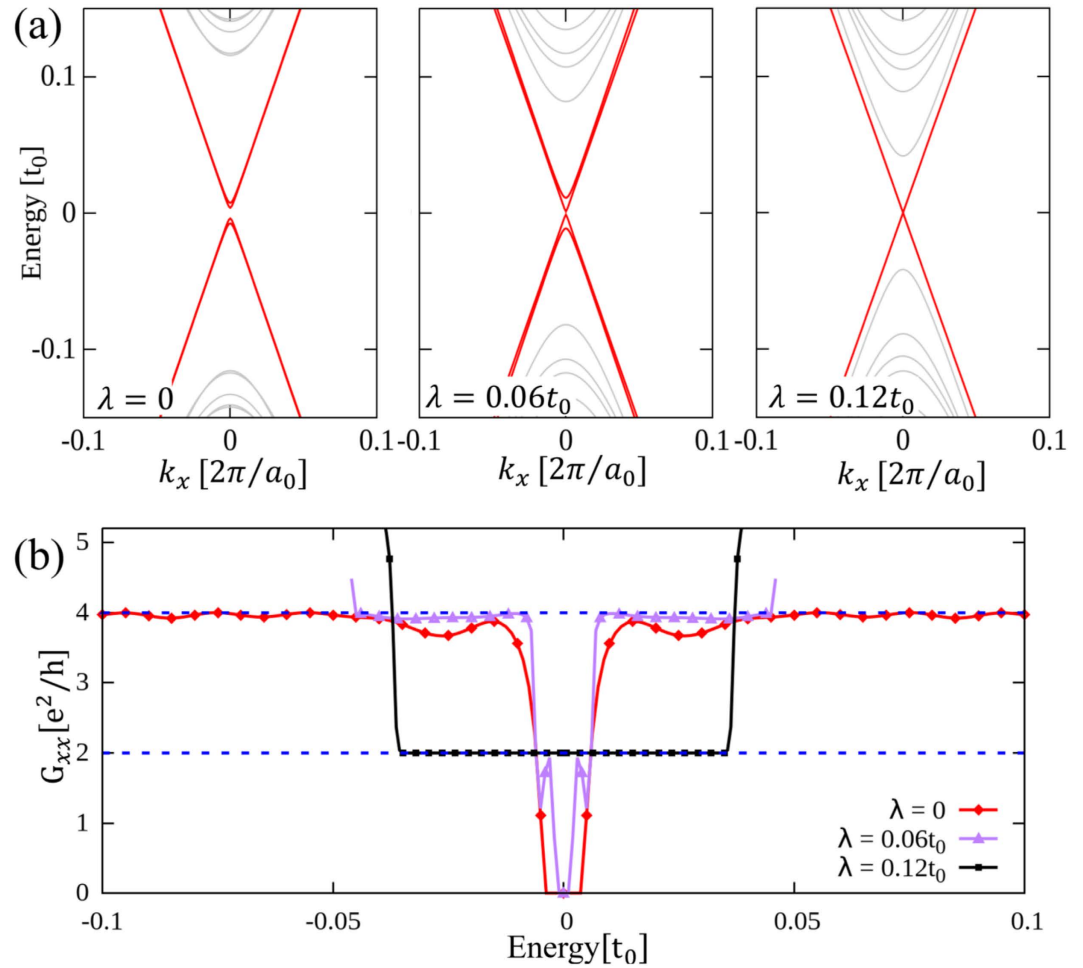 (a)
Energy [t₀]
0.1
0
-0.1
λ = 0
λ = 0.06t₀
λ = 0.12t₀
-0.1 0 0.1 -0.1 0 0.1 -0.1 0 0.1
kₓ [2π/a₀] kₓ [2π/a₀] kₓ [2π/a₀]
(b)
Gₓₓ[e²/h]
5
4
3
2
1
0
λ = 0
λ = 0.06t₀
λ = 0.12t₀
-0.1 -0.05 0 0.05 0.1
Energy[t₀]